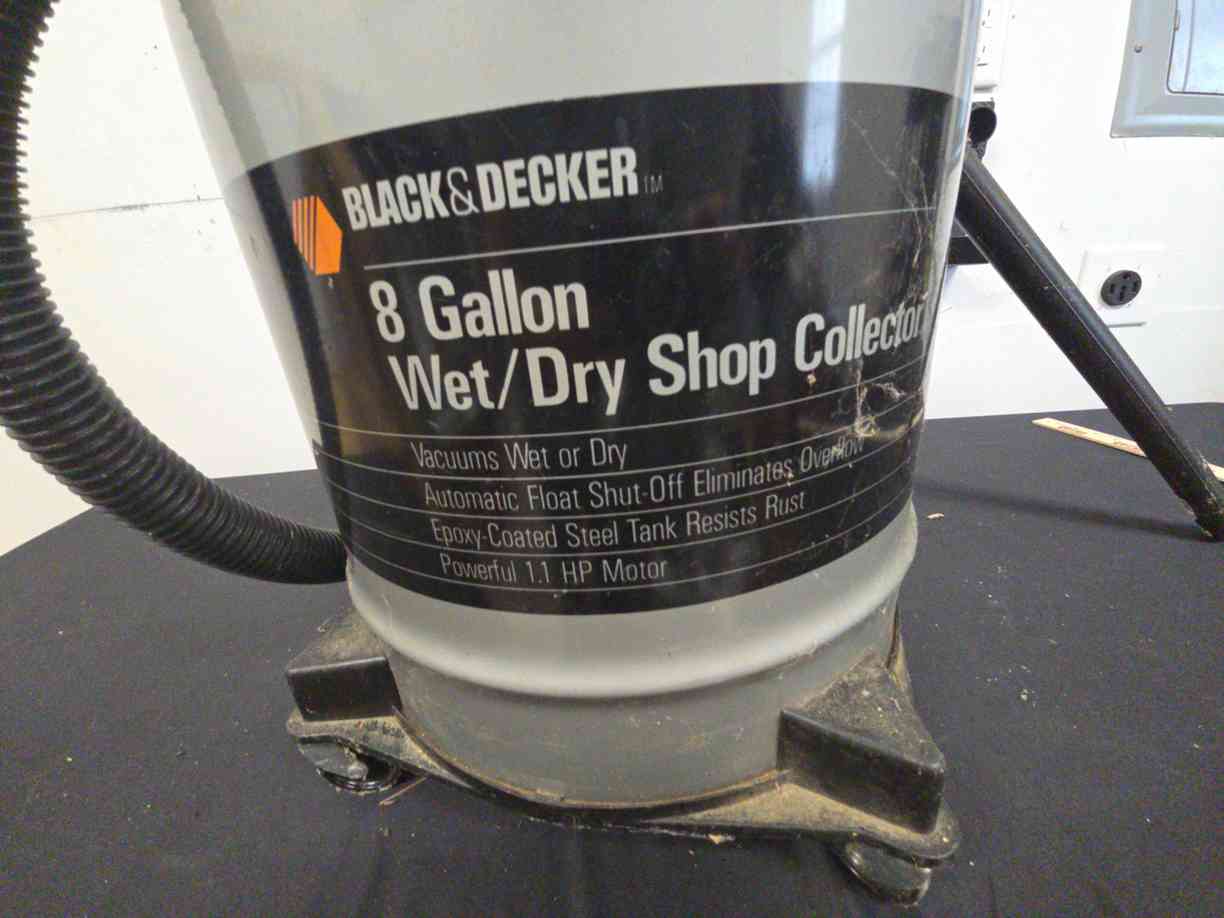 BLACK&DECKER TM
8 Gallon
Wet/Dry Shop Collector
Vacuums Wet or Dry
Automatic Float Shut-Off Eliminates Overflow
Epoxy-Coated Steel Tank Resists Rust
Powerful 1.1 HP Motor